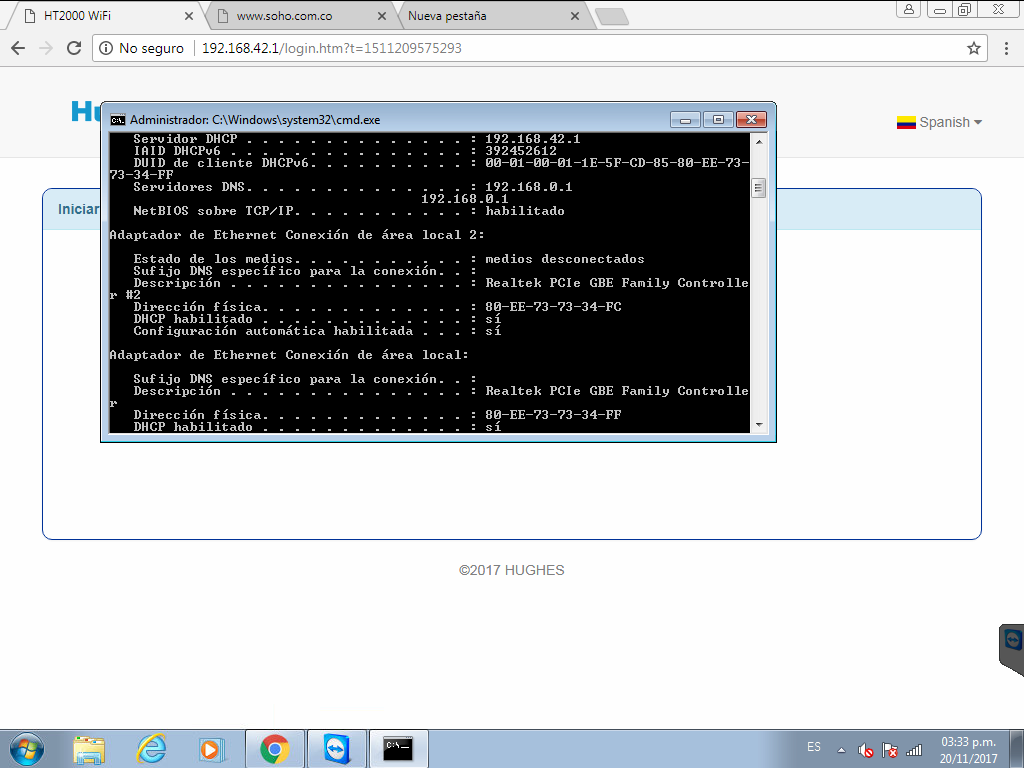 HT2000 WiFi
www.soho.com.co
Nueva pestaña
No seguro
192.168.42.1/login.htm?t=1511209575293
Spanish
Administrador: C:\Windows\system32\cmd.exe
Servidor DHCP . . . . . . . . . . . . . . : 192.168.42.1
IAID DHCPv6 . . . . . . . . . . . . . . . : 392452612
DUID de cliente DHCPv6. . . . . . . . . . : 00-01-00-01-1E-5F-CD-85-80-EE-73-
73-34-FF
Servidores DNS. . . . . . . . . . . . . . : 192.168.0.1
192.168.0.1
NetBIOS sobre TCP/IP. . . . . . . . . . . : habilitado
Adaptador de Ethernet Conexión de área local 2:
Estado de los medios. . . . . . . . . . . : medios desconectados
Sufijo DNS específico para la conexión. . :
Descripción . . . . . . . . . . . . . . . : Realtek PCIe GBE Family Controlle
r #2
Dirección física. . . . . . . . . . . . . : 80-EE-73-73-34-FC
DHCP habilitado . . . . . . . . . . . . . : sí
Configuración automática habilitada . . . : sí
Adaptador de Ethernet Conexión de área local:
Sufijo DNS específico para la conexión. . :
Descripción . . . . . . . . . . . . . . . : Realtek PCIe GBE Family Controlle
r
Dirección física. . . . . . . . . . . . . : 80-EE-73-73-34-FF
DHCP habilitado . . . . . . . . . . . . . : sí
Iniciar
©2017 HUGHES
ES
03:33 p.m.
20/11/2017